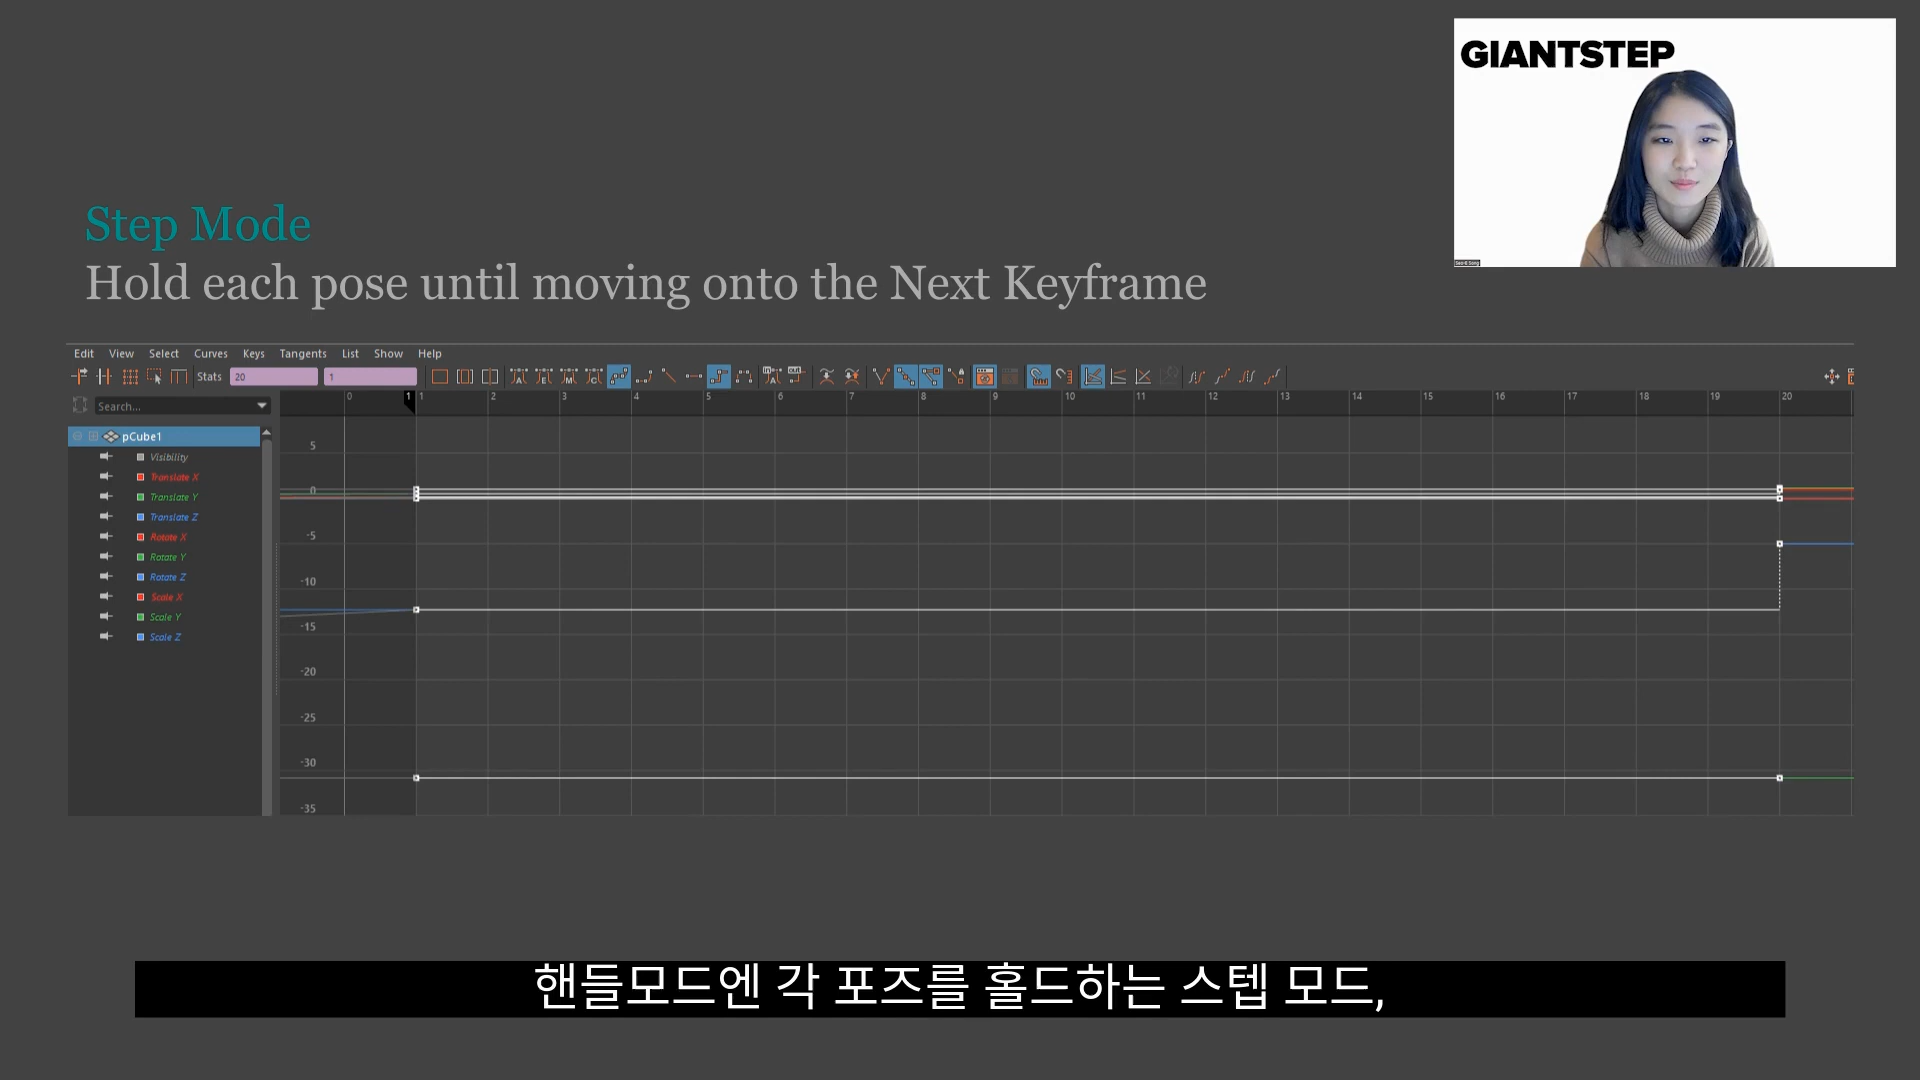 GIANTSTEP
Step Mode
Hold each pose until moving onto the Next Keyframe
Edit View Select Curves Keys Tangents List Show Help
Stats 20 1
Search...
0 1 1 2 3 4 5 6 7 8 9 10 11 12 13 14 15 16 17 18 19 20
pCube1
Visibility
Translate X
Translate Y
Translate Z
Rotate X
Rotate Y
Rotate Z
Scale X
Scale Y
Scale Z
5
0
-5
-10
-15
-20
-25
-30
-35
핸들모드엔 각 포즈를 홀드하는 스텝 모드,